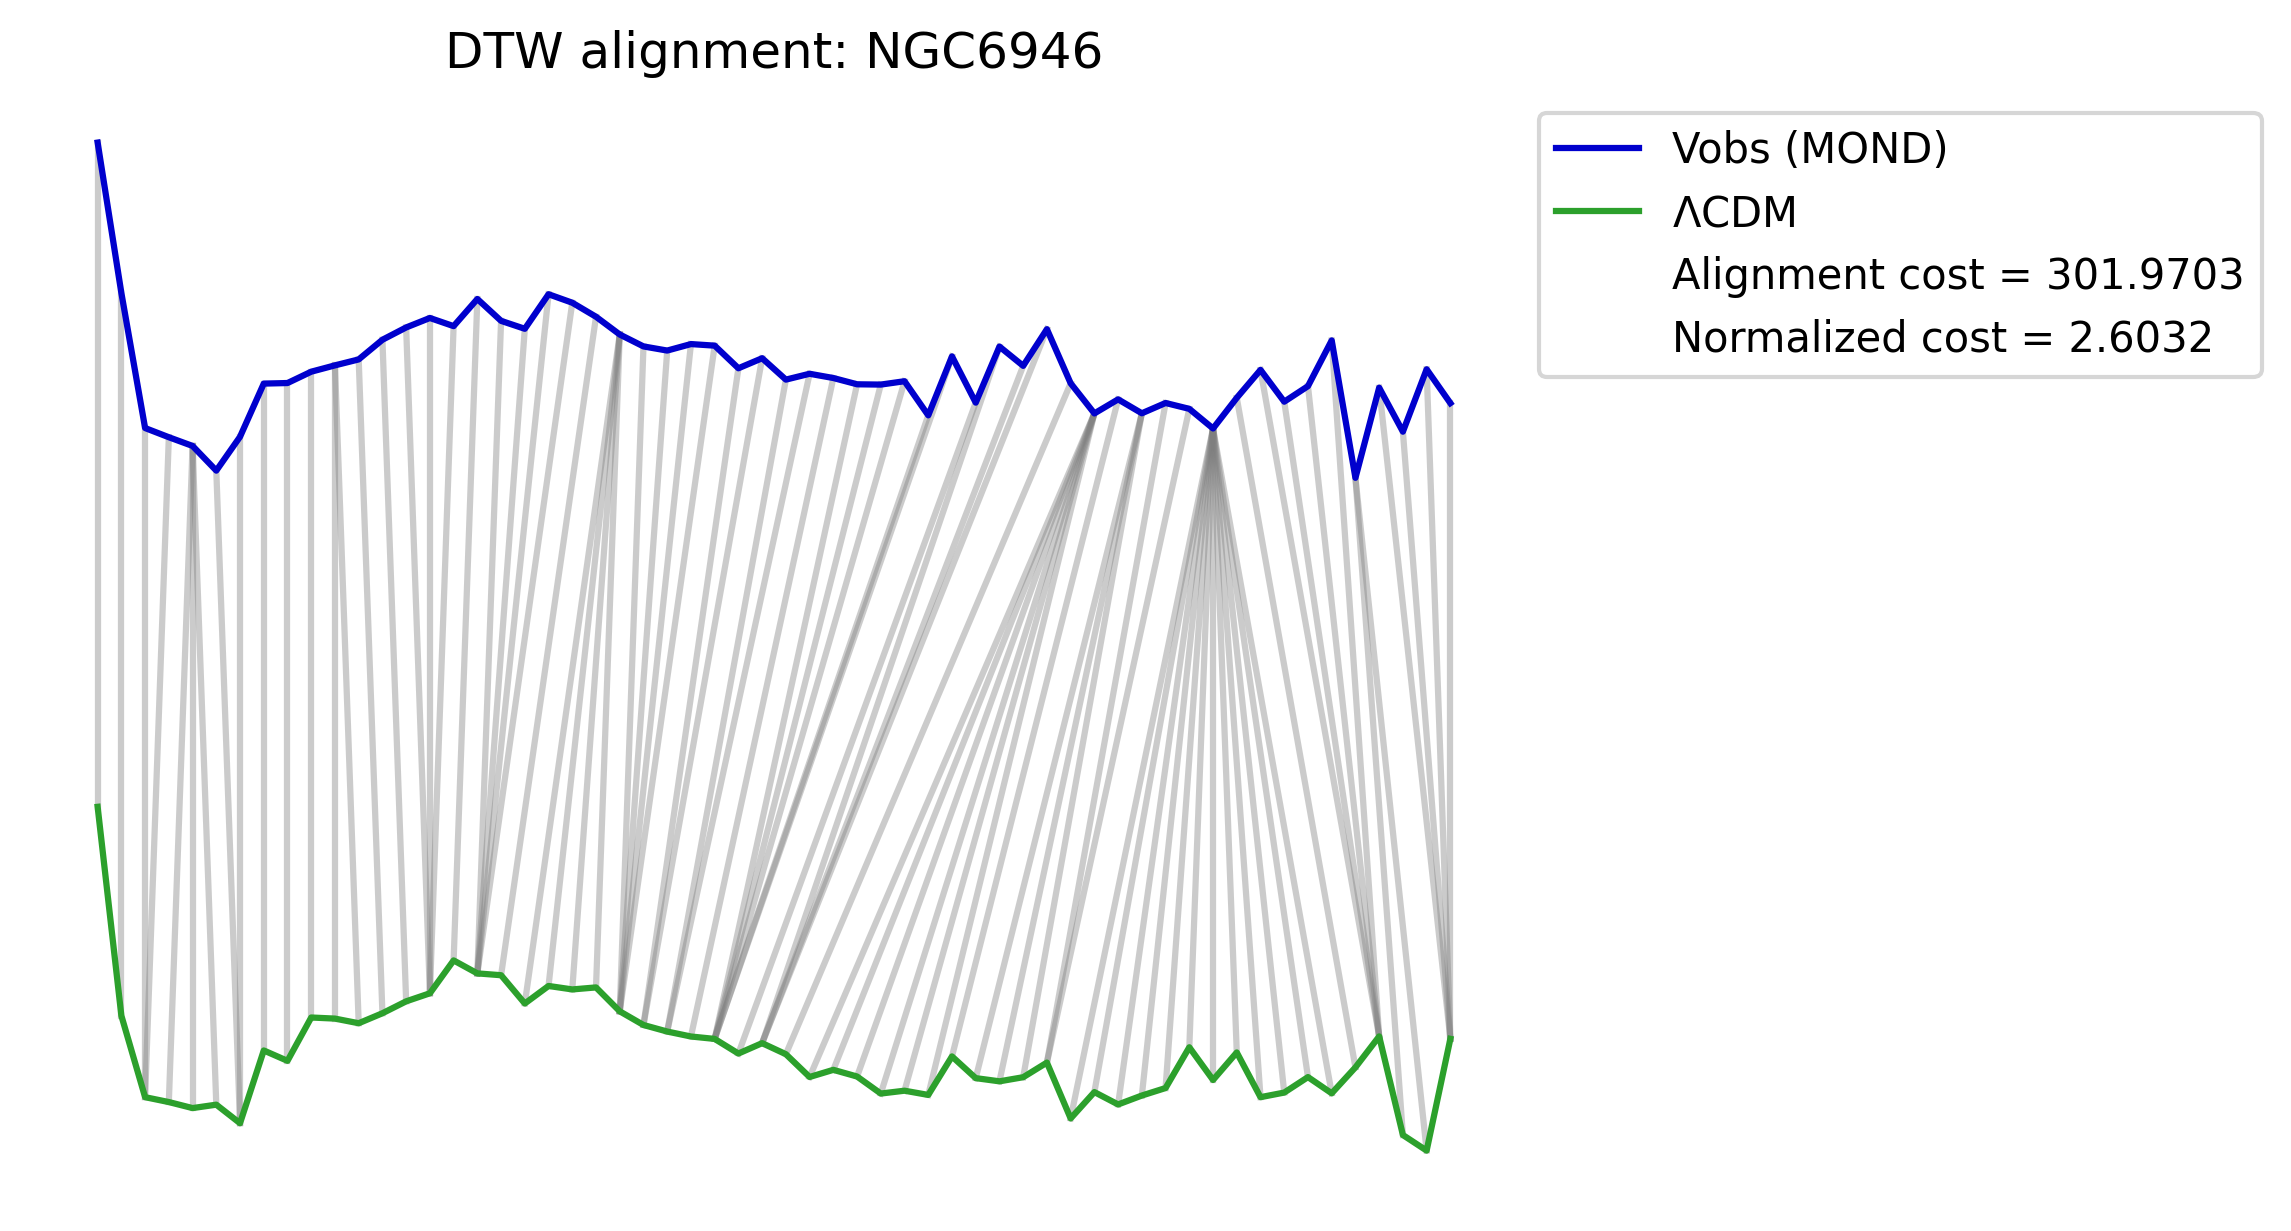 DTW alignment: NGC6946
Vobs (MOND)
ΛCDM
Alignment cost = 301.9703
Normalized cost = 2.6032